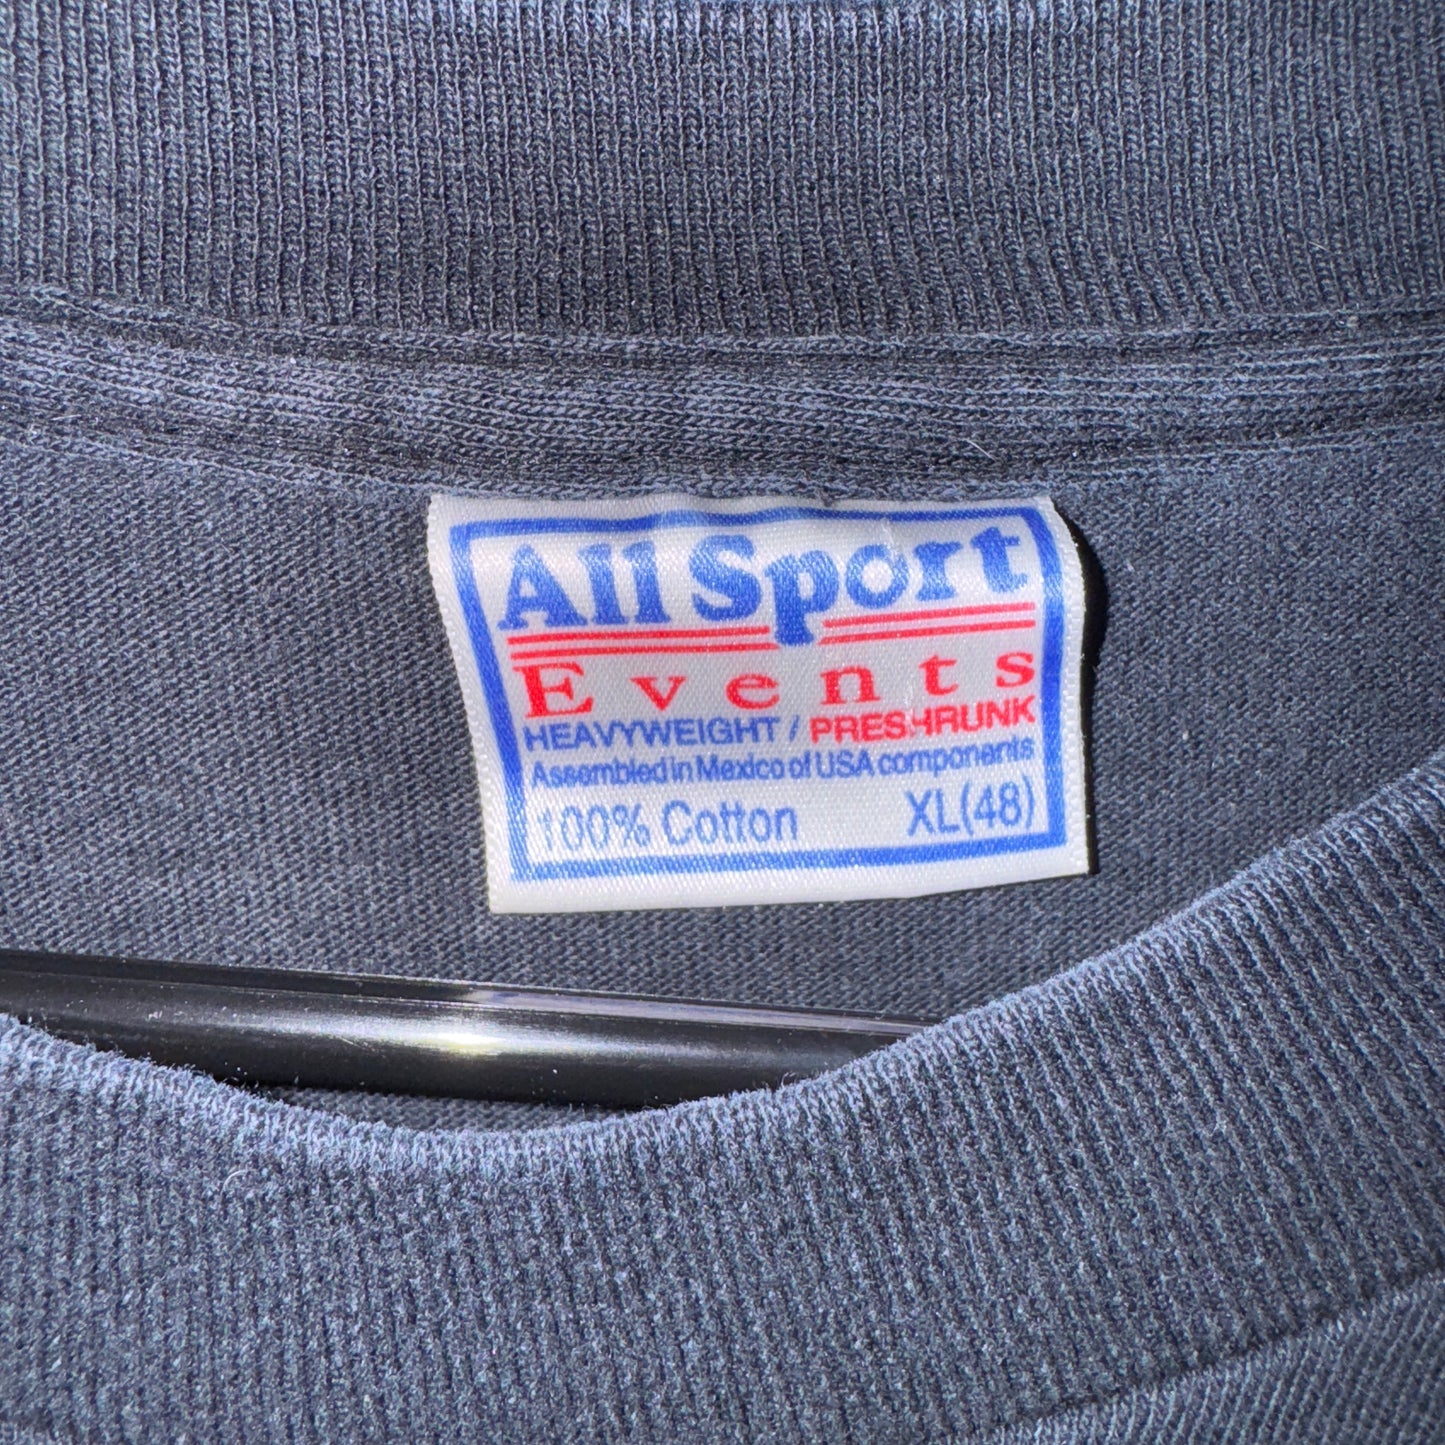 All Sport
Events
HEAVYWEIGHT / PRESHRUNK
Assembled in Mexico of USA components
100% Cotton XL(48)